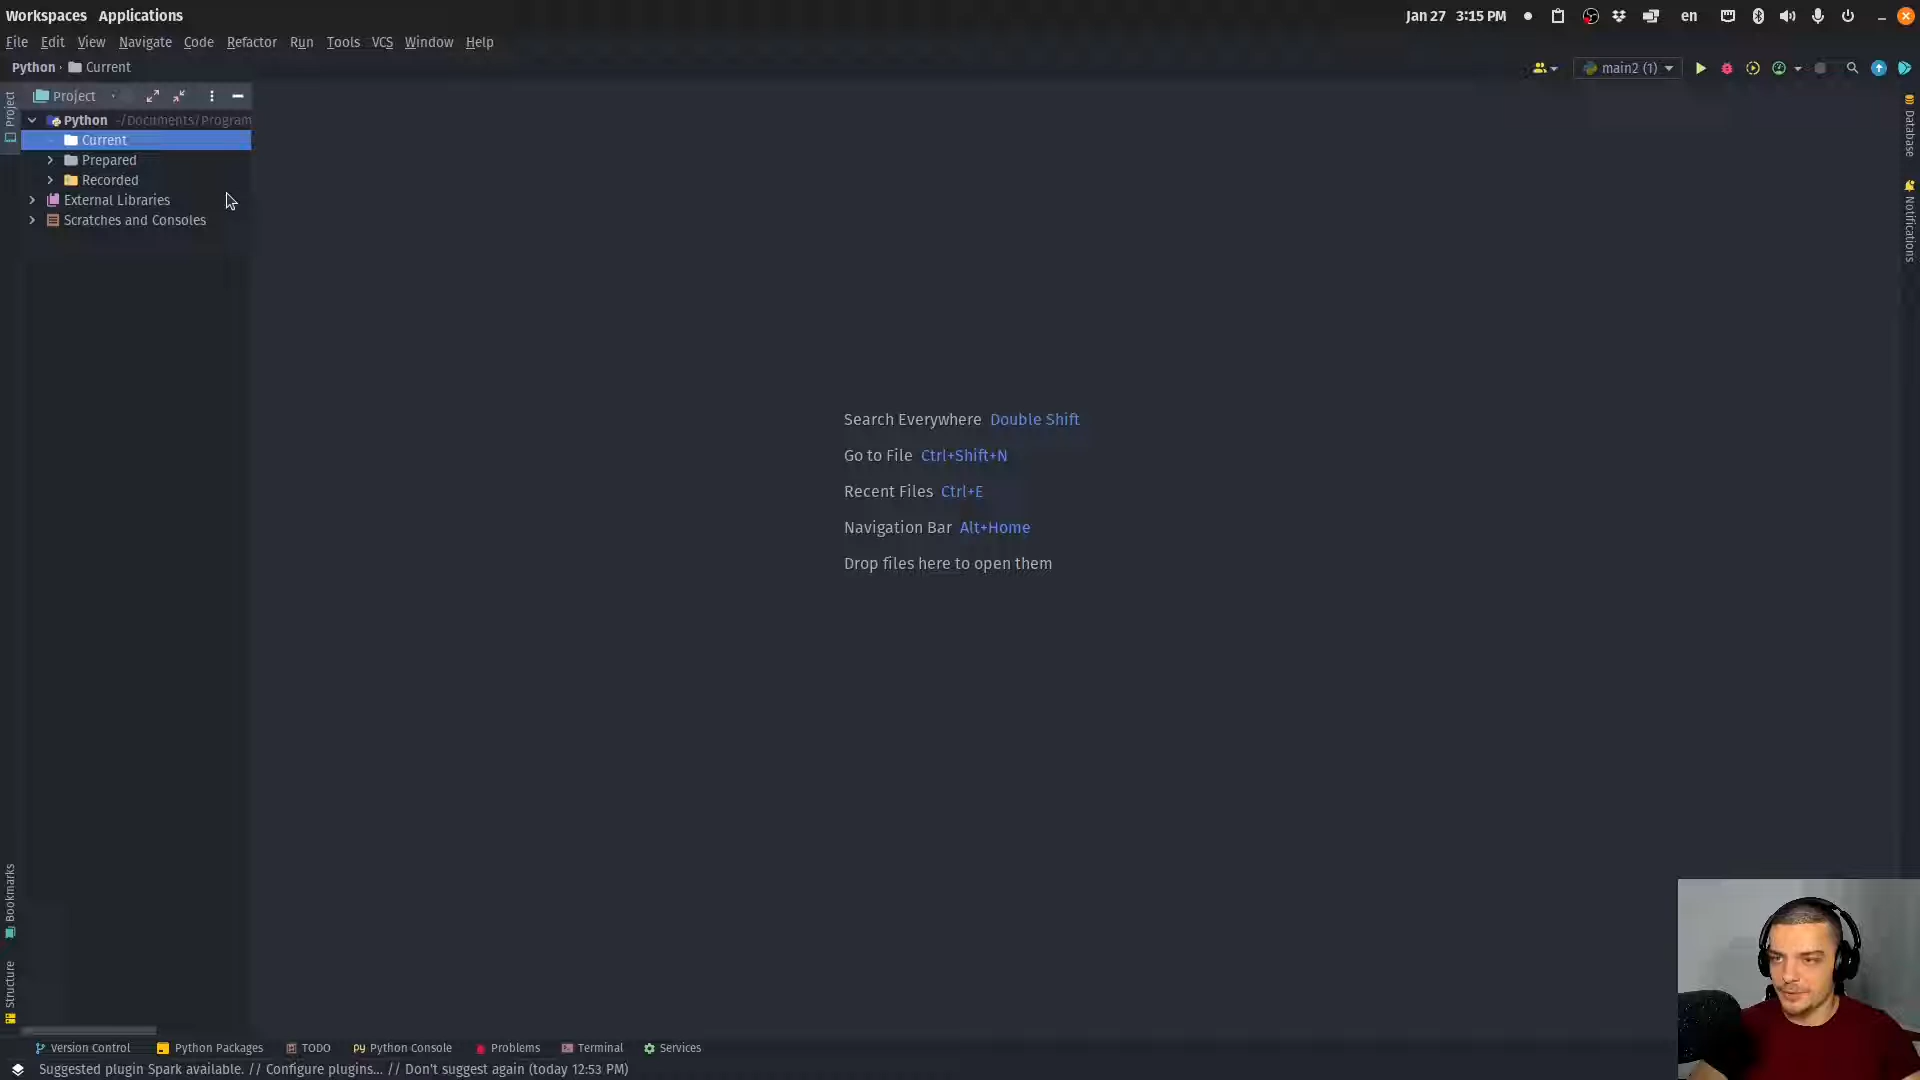 Workspaces Applications
Jan 27 3:15 PM
en
File Edit View Navigate Code Refactor Run Tools VCS Window Help
Python › Current
main2 (1)
Project
Project
Python ~/Documents/Program
Current
Prepared
Recorded
External Libraries
Scratches and Consoles
Database
Notifications
Search Everywhere Double Shift
Go to File Ctrl+Shift+N
Recent Files Ctrl+E
Navigation Bar Alt+Home
Drop files here to open them
Bookmarks
Structure
Version Control Python Packages TODO Python Console Problems Terminal Services
Suggested plugin Spark available. // Configure plugins... // Don't suggest again (today 12:53 PM)